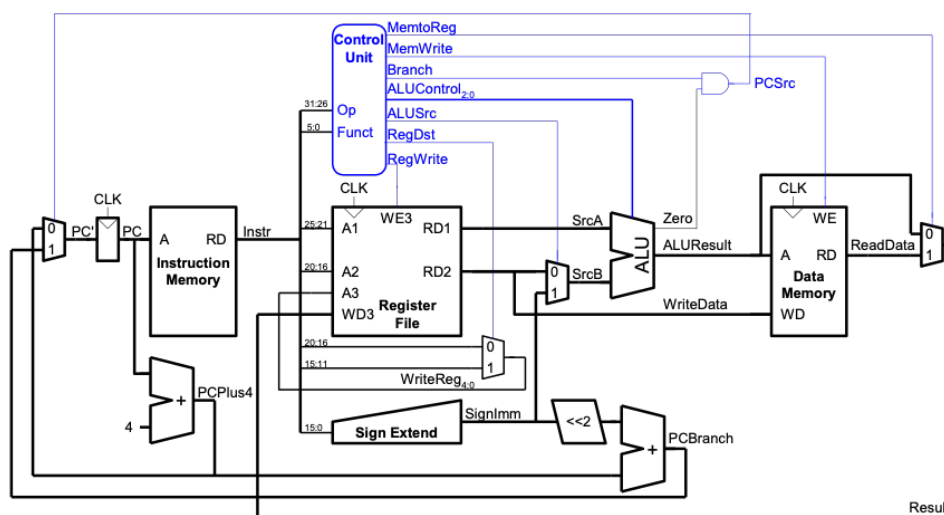 MemtoReg
Control
Unit
MemWrite
Branch
ALUControl2:0
PCSrc
31:26
Op
ALUSrc
5:0
Funct
RegDst
RegWrite
CLK
CLK
CLK
0
1
PC'
PC
A
RD
Instr
Instruction
Memory
25:21
A1
WE3
RD1
SrcA
Zero
WE
0
1
20:16
A2
RD2
0
1
SrcB
ALU
ALUResult
A
RD
ReadData
Data
Memory
A3
WD3
Register
File
WriteData
WD
20:16
0
15:11
1
WriteReg4:0
PCPlus4
+
4
15:0
Sign Extend
SignImm
<<2
+
PCBranch
Resul